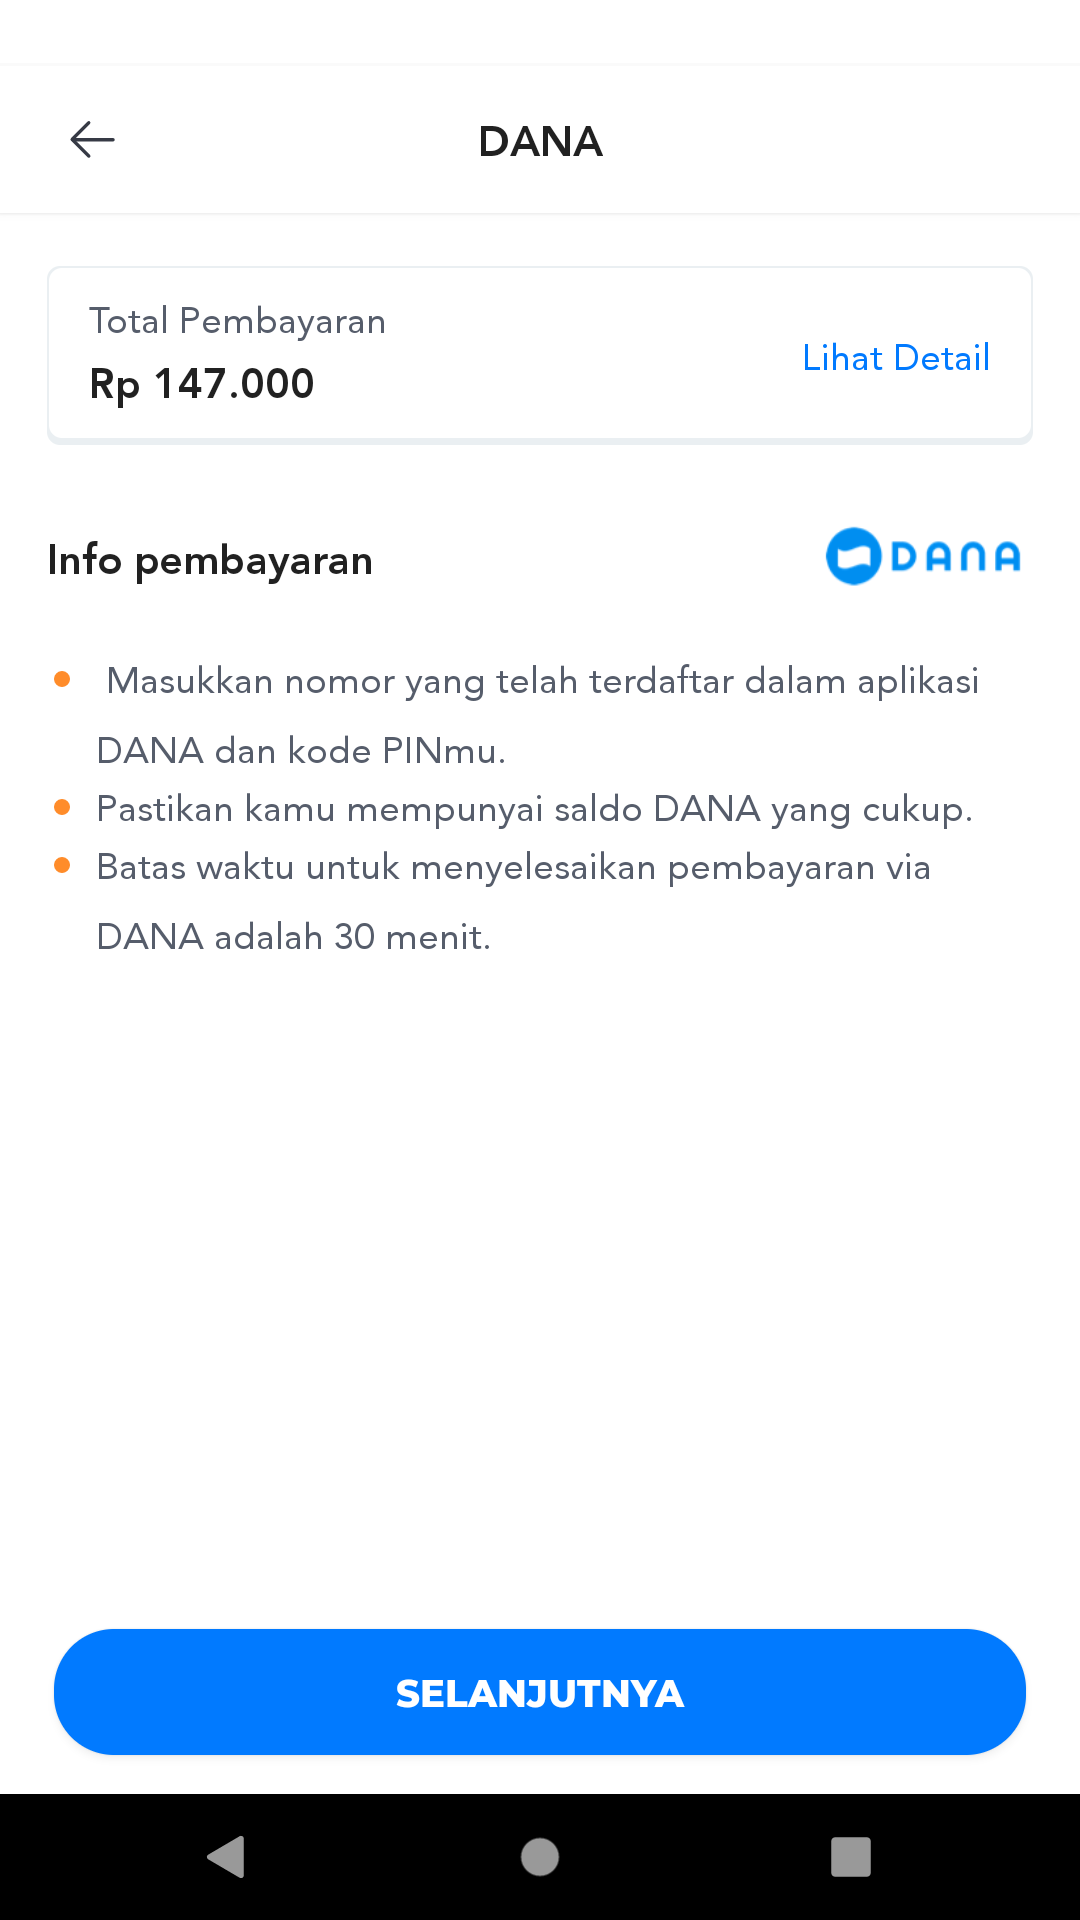 DANA
Total Pembayaran
Rp 147.000
Lihat Detail
Info pembayaran
DANA
Masukkan nomor yang telah terdaftar dalam aplikasi
DANA dan kode PINmu.
Pastikan kamu mempunyai saldo DANA yang cukup.
Batas waktu untuk menyelesaikan pembayaran via
DANA adalah 30 menit.
SELANJUTNYA